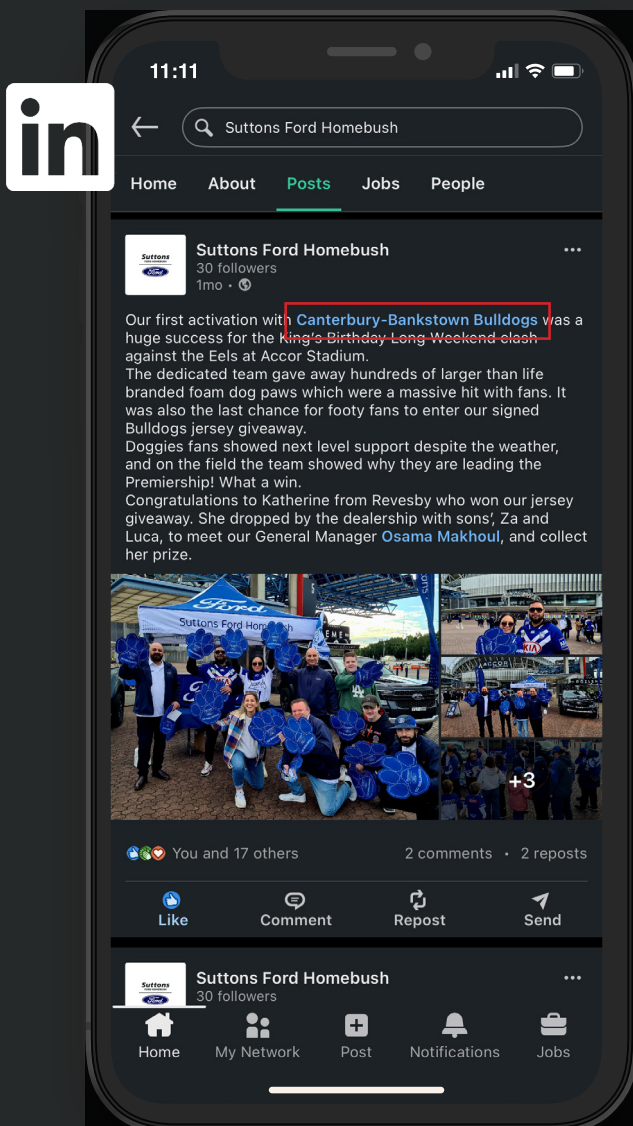 11:11
in
Suttons Ford Homebush
Home About Posts Jobs People
Suttons
Ford
Suttons Ford Homebush
30 followers
1mo •
Our first activation with Canterbury-Bankstown Bulldogs was a
huge success for the King's Birthday Long Weekend clash
against the Eels at Accor Stadium.
The dedicated team gave away hundreds of larger than life
branded foam dog paws which were a massive hit with fans. It
was also the last chance for footy fans to enter our signed
Bulldogs jersey giveaway.
Doggies fans showed next level support despite the weather,
and on the field the team showed why they are leading the
Premiership! What a win.
Congratulations to Katherine from Revesby who won our jersey
giveaway. She dropped by the dealership with sons', Za and
Luca, to meet our General Manager Osama Makhoul, and collect
her prize.
Ford
Suttons Ford Homebush
KIA
ACCOR
+3
You and 17 others 2 comments • 2 reposts
Like Comment Repost Send
Suttons
Ford
Suttons Ford Homebush
30 followers
Home My Network Post Notifications Jobs